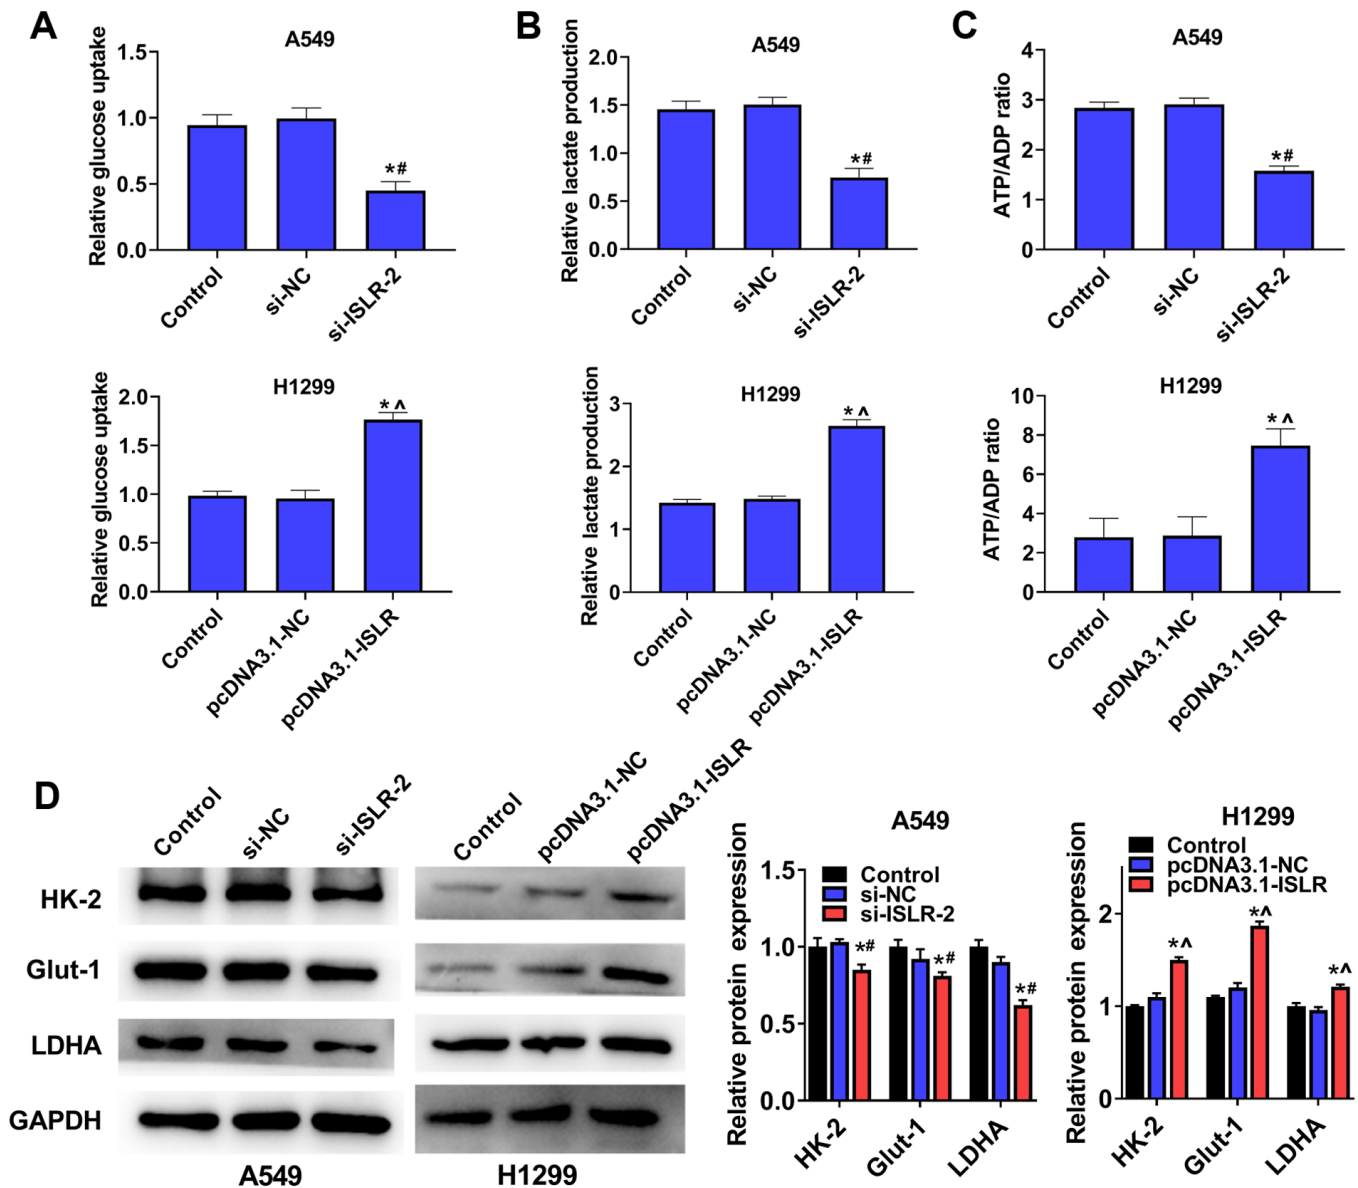 A
A549
Relative glucose uptake
1.5
1.0
0.5
0.0
*#
Control
si-NC
si-ISLR-2
B
A549
Relative lactate production
2.0
1.5
1.0
0.5
0.0
*#
Control
si-NC
si-ISLR-2
C
A549
ATP/ADP ratio
4
3
2
1
0
*#
Control
si-NC
si-ISLR-2
H1299
Relative glucose uptake
2.0
1.5
1.0
0.5
0.0
*^
Control
pcDNA3.1-NC
pcDNA3.1-ISLR
H1299
Relative lactate production
3
2
1
0
*^
Control
pcDNA3.1-NC
pcDNA3.1-ISLR
H1299
ATP/ADP ratio
10
8
6
4
2
0
*^
Control
pcDNA3.1-NC
pcDNA3.1-ISLR
D
Control
si-NC
si-ISLR-2
Control
pcDNA3.1-NC
pcDNA3.1-ISLR
HK-2
Glut-1
LDHA
GAPDH
A549
H1299
A549
Relative protein expression
1.5
1.0
0.5
0.0
Control
si-NC
si-ISLR-2
*#
*#
*#
HK-2
Glut-1
LDHA
H1299
Relative protein expression
2
1
0
Control
pcDNA3.1-NC
pcDNA3.1-ISLR
*^
*^
*^
HK-2
Glut-1
LDHA